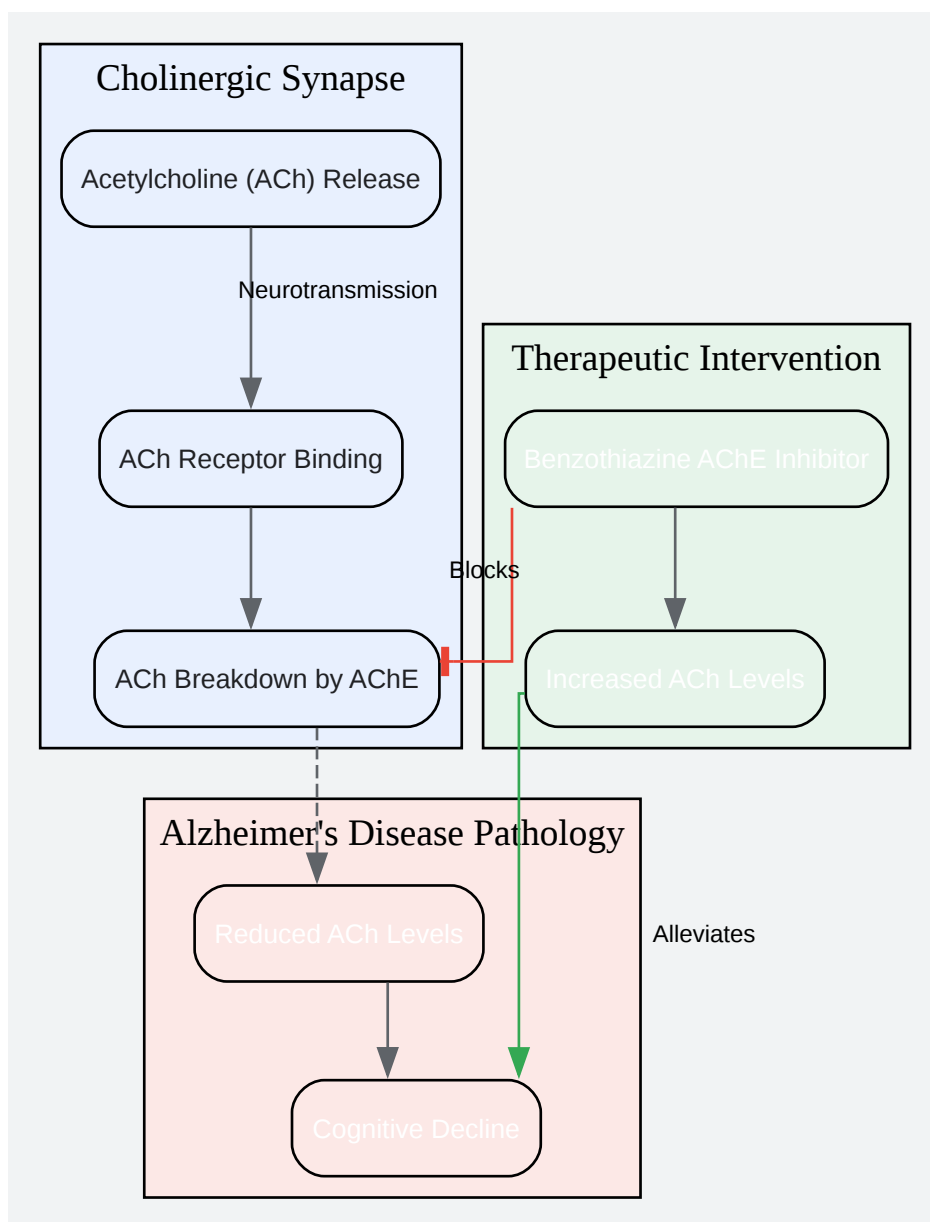 Cholinergic Synapse
Acetylcholine (ACh) Release
Neurotransmission
ACh Receptor Binding
ACh Breakdown by AChE
Therapeutic Intervention
Benzothiazine AChE Inhibitor
Blocks
Increased ACh Levels
Alzheimer's Disease Pathology
Reduced ACh Levels
Alleviates
Cognitive Decline